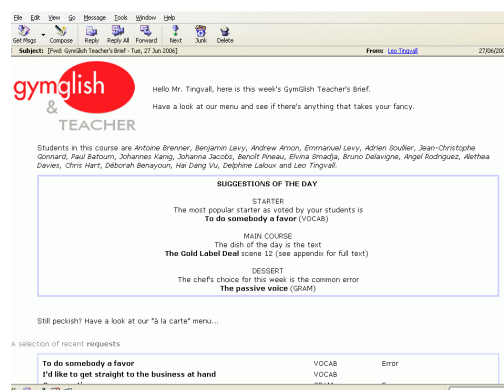 File Edit View Go Message Tools Window Help
Get Msgs Compose Reply Reply All Forward Next Junk Delete
Subject: [Fwd: GymGlish Teacher's Brief - Tue, 27 Jun 2006] From: Leo Tingvall 27/06/200
gymglish
& TEACHER
Hello Mr. Tingvall, here is this week's GymGlish Teacher's Brief.
Have a look at our menu and see if there's anything that takes your fancy.
Students in this course are Antoine Brenner, Benjamin Levy, Andrew Arnon, Emmanuel Levy, Adrien Soullier, Jean-Christophe
Gonnard, Paul Batoum, Johannes Kanig, Johanna Jacobs, Benoît Pineau, Elvina Smadja, Bruno Delavigne, Angel Rodriguez, Alethea
Davies, Chris Hart, Déborah Benayoun, Hai Dang Vu, Delphine Laloux and Leo Tingvall.
SUGGESTIONS OF THE DAY
STARTER
The most popular starter as voted by your students is
To do somebody a favor (VOCAB)
MAIN COURSE
The dish of the day is the text
The Gold Label Deal scene 12 (see appendix for full text)
DESSERT
The chef's choice for this week is the common error
The passive voice (GRAM)
Still peckish? Have a look at our "à la carte" menu...
A selection of recent requests
To do somebody a favor VOCAB Error
I'd like to get straight to the business at hand VOCAB